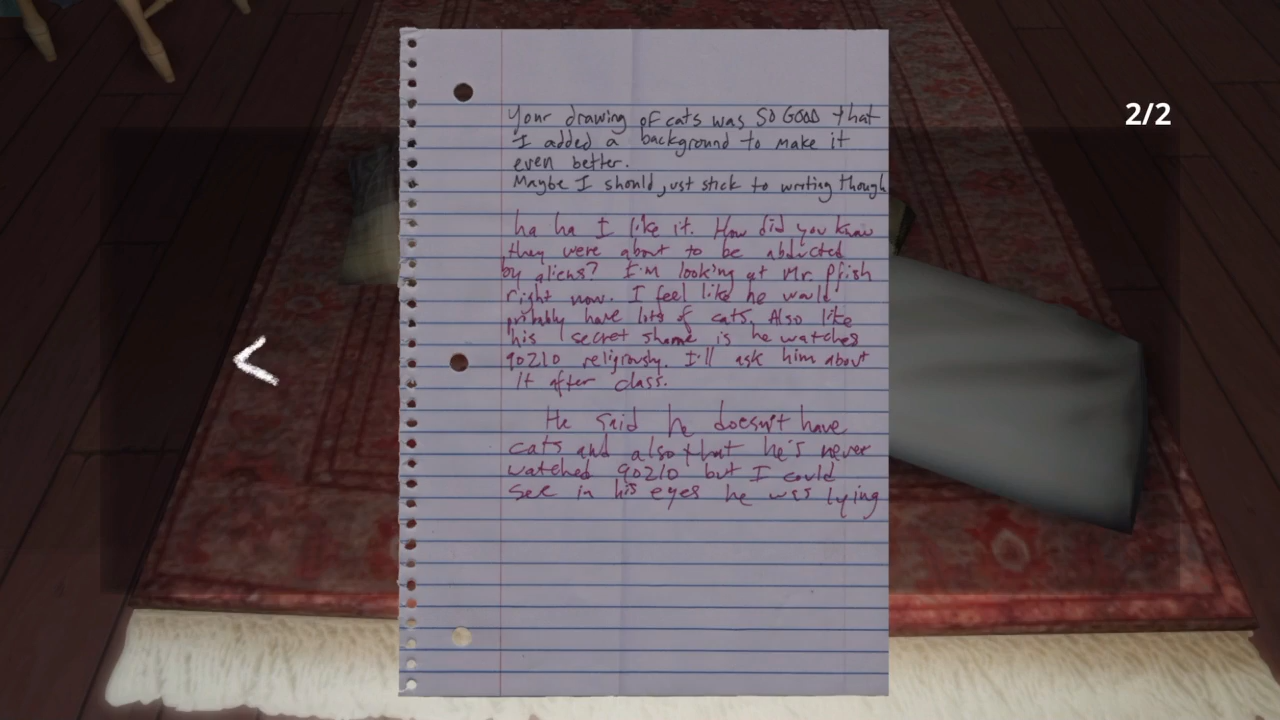 2/2
Your drawing of cats was SO GOOD that
I added a background to make it
even better.
Maybe I should just stick to writing though
ha ha I like it. How did you know
they were about to be abducted
by aliens? I'm looking at Mr. Pfish
right now. I feel like he would
probably have lots of cats. Also like
his secret shame is he watches
90210 religiously. I'll ask him about
it after class.
He said he doesn't have
cats and also that he's never
watched 90210 but I could
see in his eyes he was lying